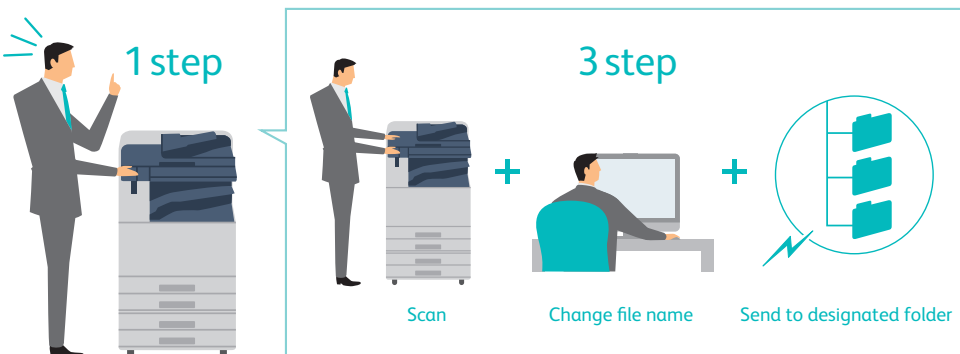 1 step
3 step
+
+
Scan
Change file name
Send to designated folder